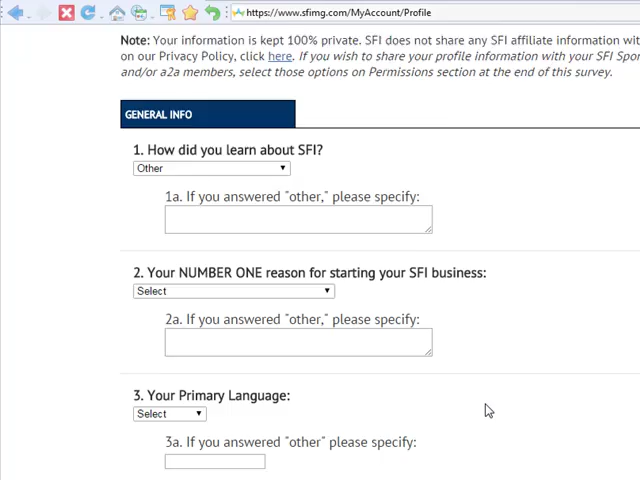 https://www.sfimg.com/MyAccount/Profile
Note: Your information is kept 100% private. SFI does not share any SFI affiliate information wit
on our Privacy Policy, click here. If you wish to share your profile information with your SFI Spon
and/or a2a members, select those options on Permissions section at the end of this survey.
GENERAL INFO
1. How did you learn about SFI?
Other
1a. If you answered "other," please specify:
2. Your NUMBER ONE reason for starting your SFI business:
Select
2a. If you answered "other," please specify:
3. Your Primary Language:
Select
3a. If you answered "other" please specify: